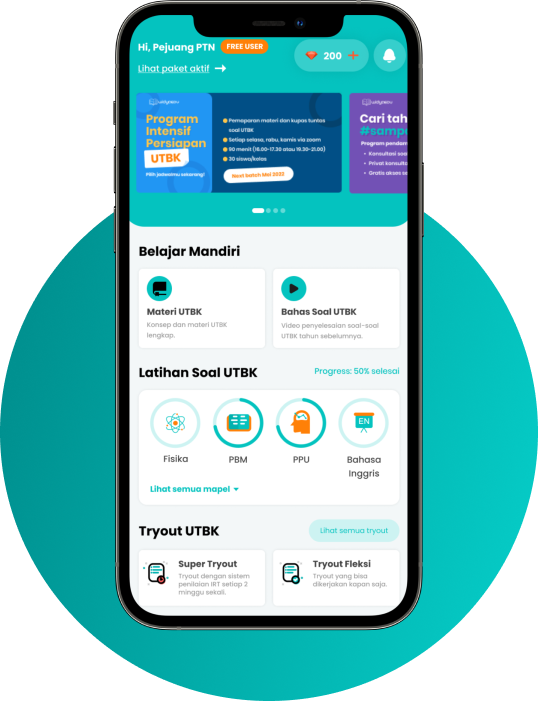 Hi, Pejuang PTN
FREE USER
Lihat paket aktif
200
Program
Intensif
Persiapan
UTBK
Pilih jadwalmu sekarang!
Pemaparan materi dan kupas tuntas
soal UTBK
Setiap selasa, rabu, kamis via zoom
90 menit (16.00-17.30 atau 19.30-21.00)
30 siswa/kelas
Next batch Mei 2022
Cari tah
#samp
Program pendam
Konsultasi soa
Privat konsulta
Gratis akses se
Belajar Mandiri
Materi UTBK
Konsep dan materi UTBK
lengkap.
Bahas Soal UTBK
Video penyelesaian soal-soal
UTBK tahun sebelumnya.
Latihan Soal UTBK
Progress: 50% selesai
Fisika
PBM
PPU
EN
Bahasa
Inggris
Lihat semua mapel
Tryout UTBK
Lihat semua tryout
Super Tryout
Tryout dengan sistem
penilaian IRT setiap 2
minggu sekali.
Tryout Fleksi
Tryout yang bisa
dikerjakan kapan saja.